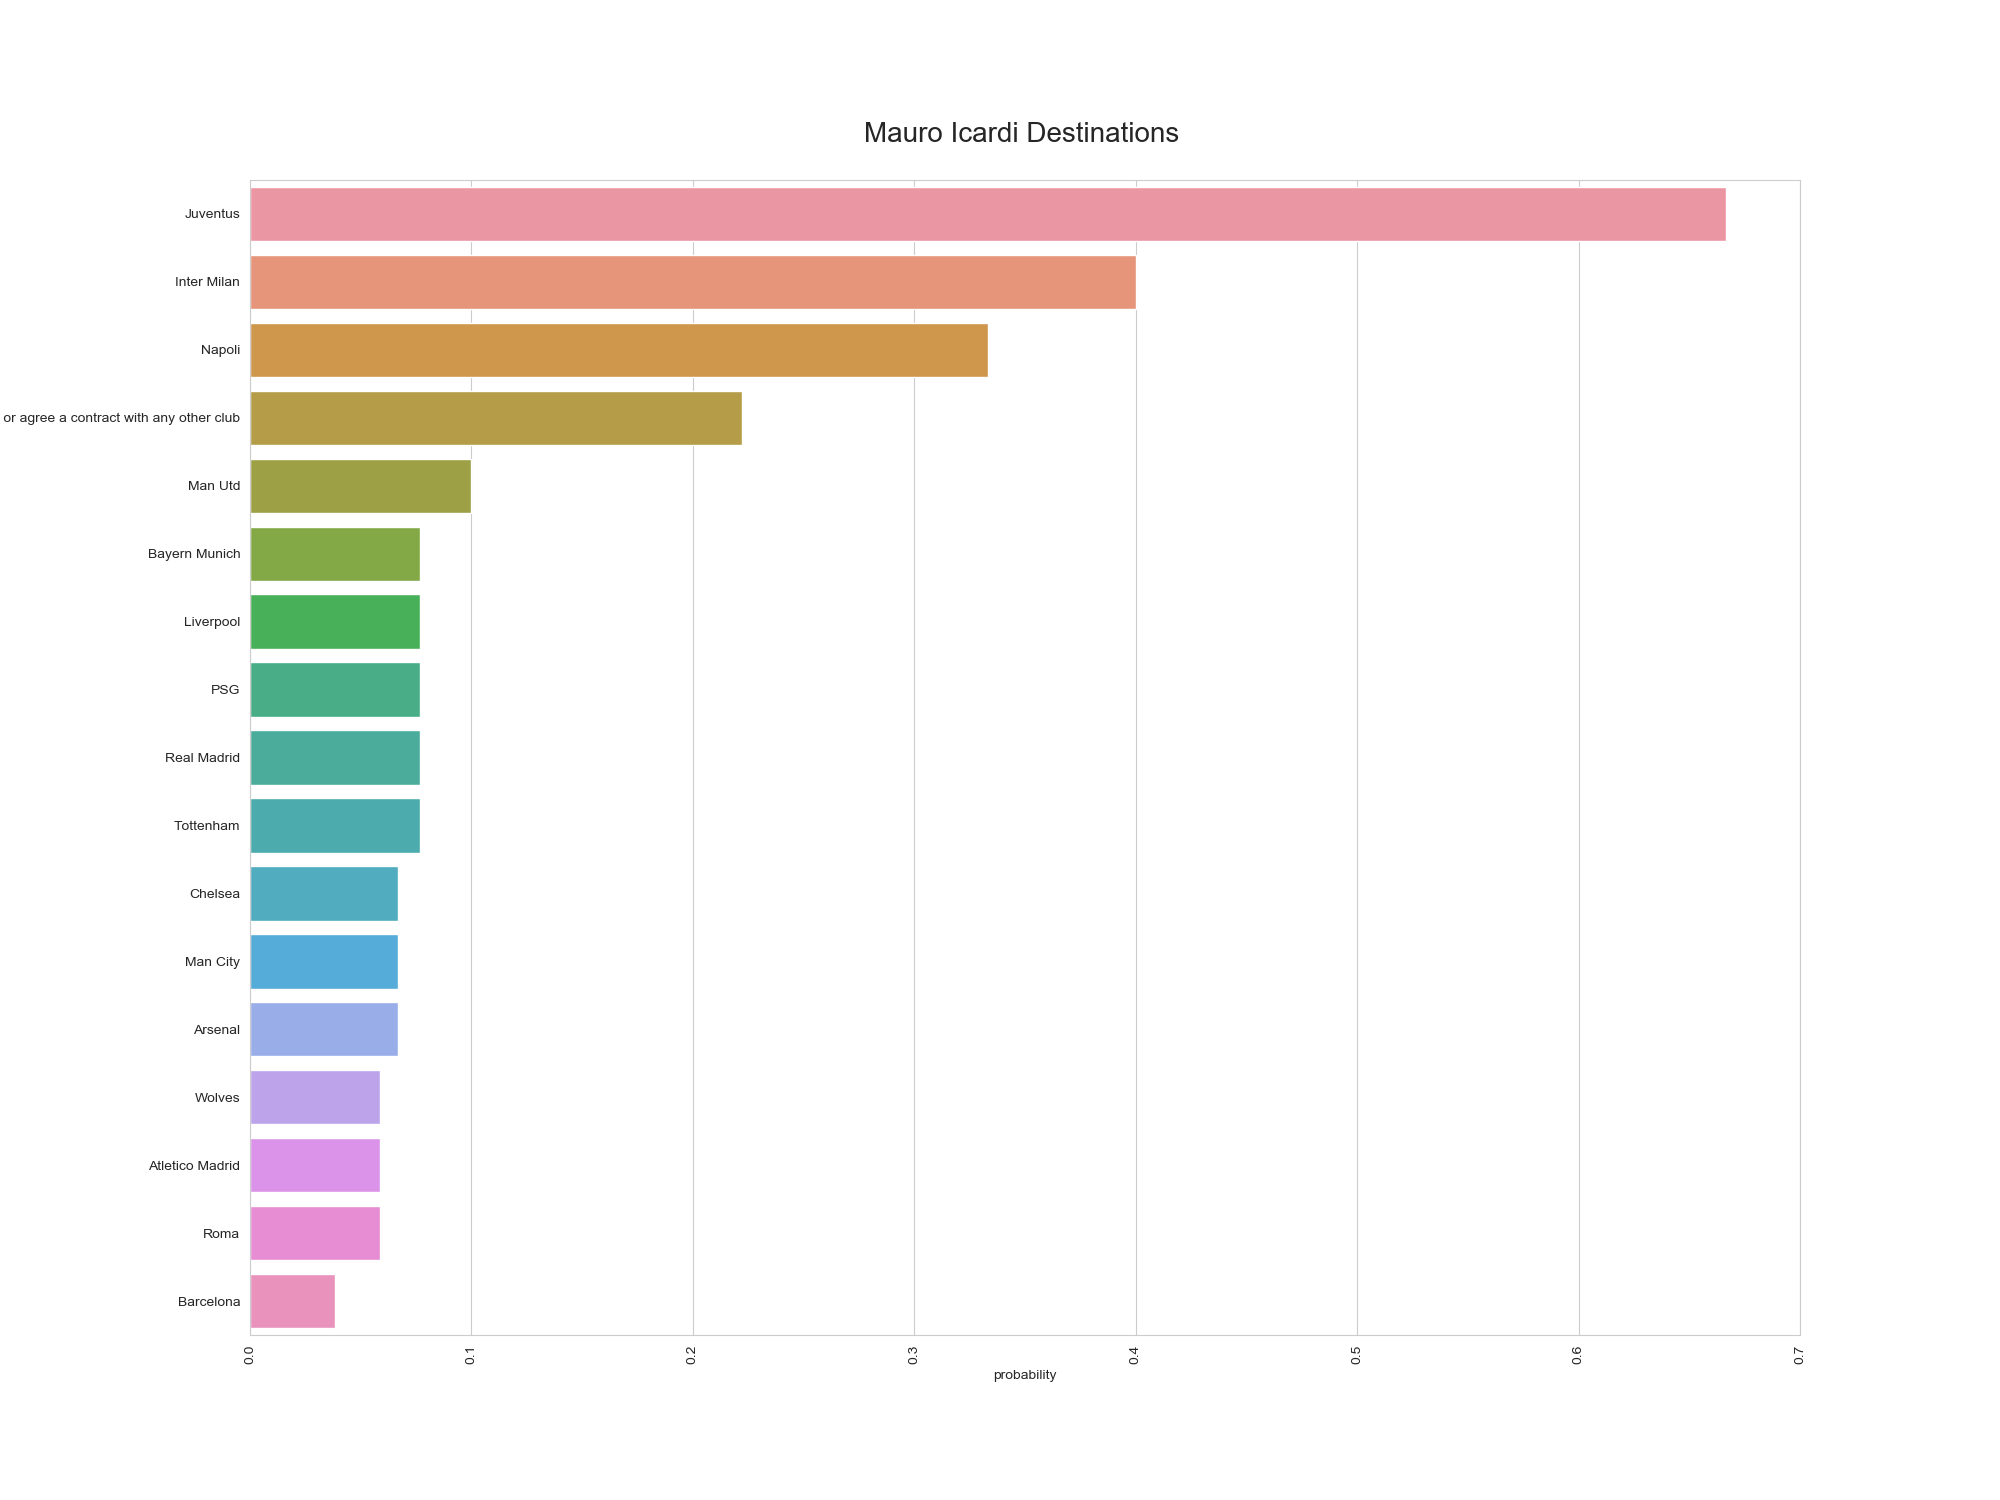 Mauro Icardi Destinations
Juventus
Inter Milan
Napoli
or agree a contract with any other club
Man Utd
Bayern Munich
Liverpool
PSG
Real Madrid
Tottenham
Chelsea
Man City
Arsenal
Wolves
Atletico Madrid
Roma
Barcelona
0.0 0.1 0.2 0.3 0.4 0.5 0.6 0.7
probability